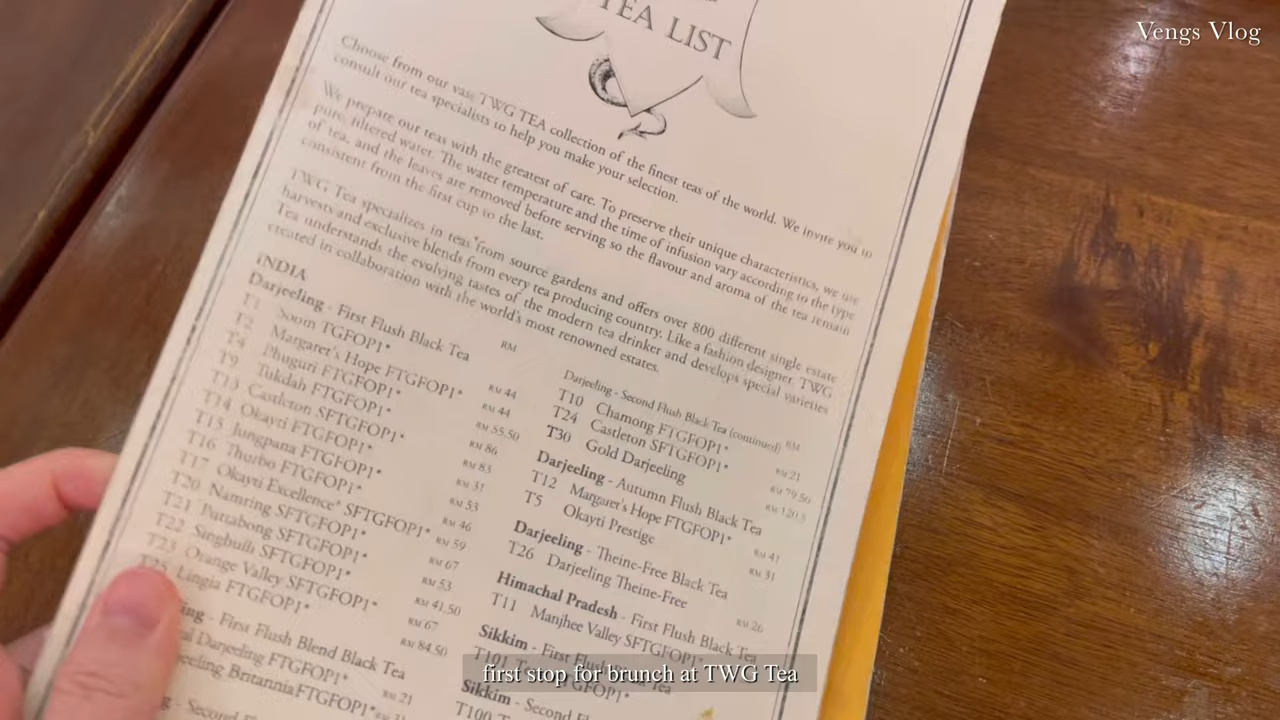 Vengs Vlog
TEA LIST
Choose from our vast TWG TEA collection of the finest teas of the world. We invite you to
consult our tea specialists to help you make your selection.
We prepare our teas with the greatest of care. To preserve their unique characteristics, we use
pure, filtered water. The water temperature and the time of infusion vary according to the type
of tea, and the leaves are removed before serving so the flavour and aroma of the tea remain
consistent from the first cup to the last.
TWG Tea specializes in teas from source gardens and offers over 800 different single estate
harvests and exclusive blends from every tea producing country. Like a fashion designer, TWG
Tea understands the evolving tastes of the modern tea drinker and develops special varieties
created in collaboration with the world's most renowned estates.
INDIA
RM
Darjeeling - First Flush Black Tea
T1 Soom TGFOP1*
T2 Margaret's Hope FTGFOP1* RM 44
T4 Phuguri FTGFOP1* RM 44
T9 Tukdah FTGFOP1* RM 55.50
T13 Castleton SFTGFOP1* RM 86
T14 Okayti FTGFOP1* RM 83
T15 Jungpana FTGFOP1* RM 31
T16 Thurbo FTGFOP1* RM 53
T17 Okayti Excellence* SFTGFOP1* RM 46
T20 Namring SFTGFOP1* RM 59
T21 Puttabong SFTGFOP1* RM 67
T22 Singbulli SFTGFOP1* RM 53
T23 Orange Valley SFTGFOP1* RM 41.50
Lingia FTGFOP1* RM 67
RM 84.50
- First Flush Blend Black Tea
Darjeeling FTGFOP1* RM 21
Britannia FTGFOP1*
- Second
Darjeeling - Second Flush Black Tea (continued) RM
T10 Chamong FTGFOP1* RM 21
T24 Castleton SFTGFOP1* RM 79.50
T30 Gold Darjeeling
Darjeeling - Autumn Flush Black Tea
T12 Margaret's Hope FTGFOP1* RM 41
T5 Okayti Prestige RM 31
Darjeeling - Theine-Free Black Tea
T26 Darjeeling Theine-Free RM 26
Himachal Pradesh - First Flush Black Tea
T11 Manjhee Valley SFTGFOP1*
Sikkim - First Flush Black Tea
T101
Sikkim - Second
T100
first stop for brunch at TWG Tea